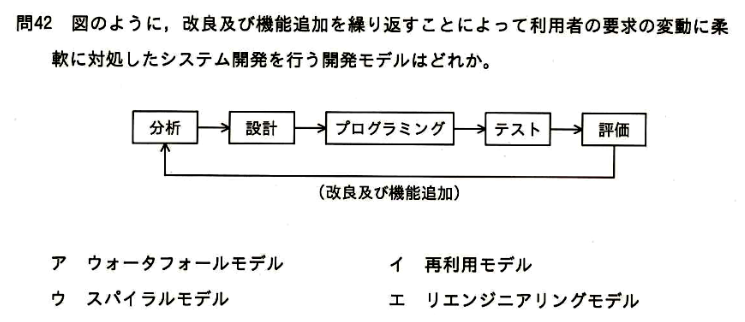 問42 図のように，改良及び機能追加を繰り返すことによって利用者の要求の変動に柔
軟に対処したシステム開発を行う開発モデルはどれか。
分析 設計 プログラミング テスト 評価
(改良及び機能追加)
ア ウォータフォールモデル イ 再利用モデル
ウ スパイラルモデル エ リエンジニアリングモデル